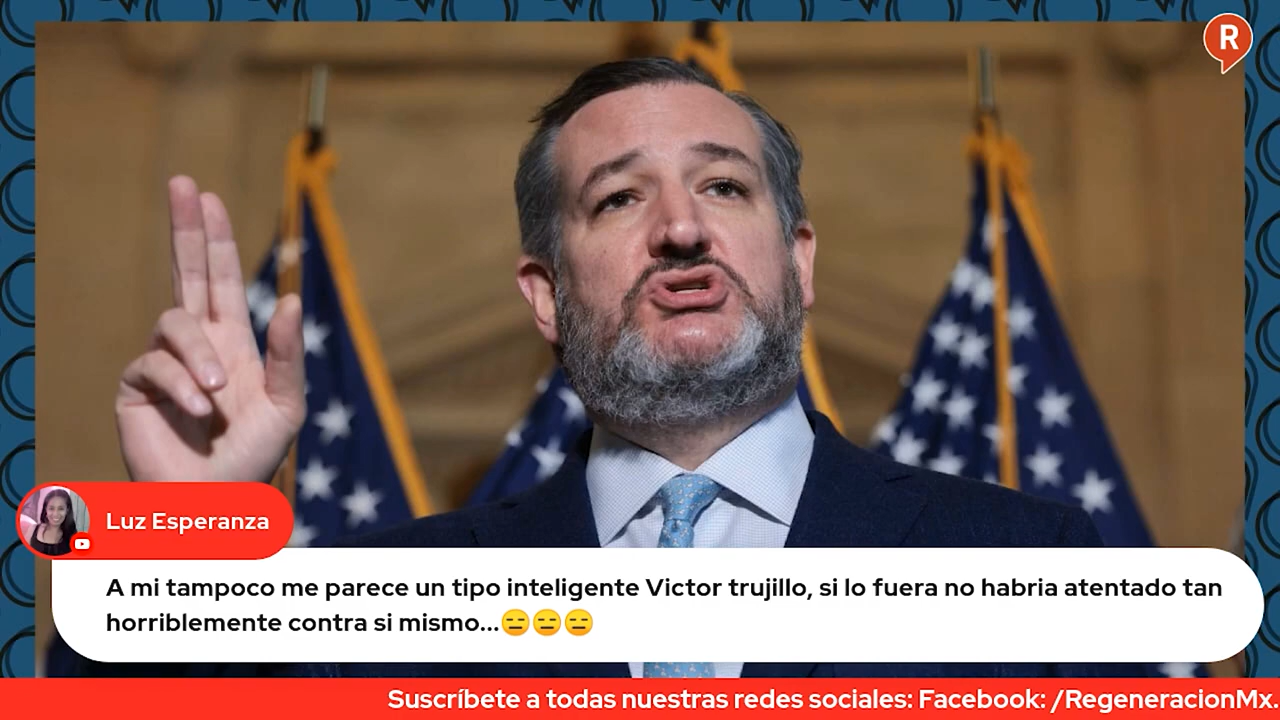 R
Luz Esperanza
A mi tampoco me parece un tipo inteligente Victor trujillo, si lo fuera no habria atentado tan
horriblemente contra si mismo...😑😑😑
Suscríbete a todas nuestras redes sociales: Facebook: /RegeneracionMx.